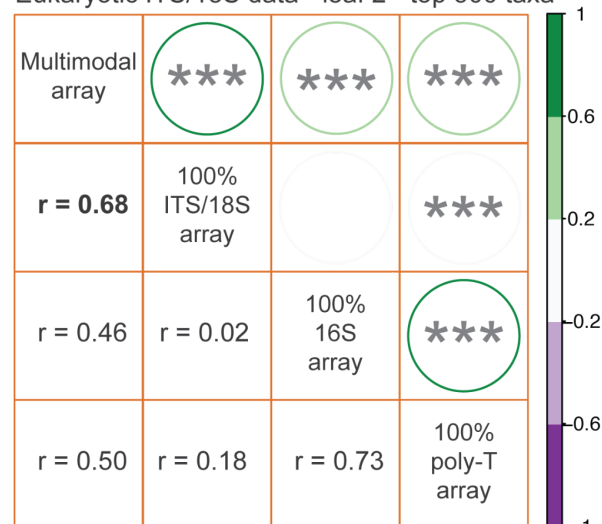 Multimodal
array
***
***
***
1
0.6
r = 0.68
100%
ITS/18S
array
***
0.2
r = 0.46
r = 0.02
100%
16S
array
***
-0.2
r = 0.50
r = 0.18
r = 0.73
100%
poly-T
array
-0.6
-1